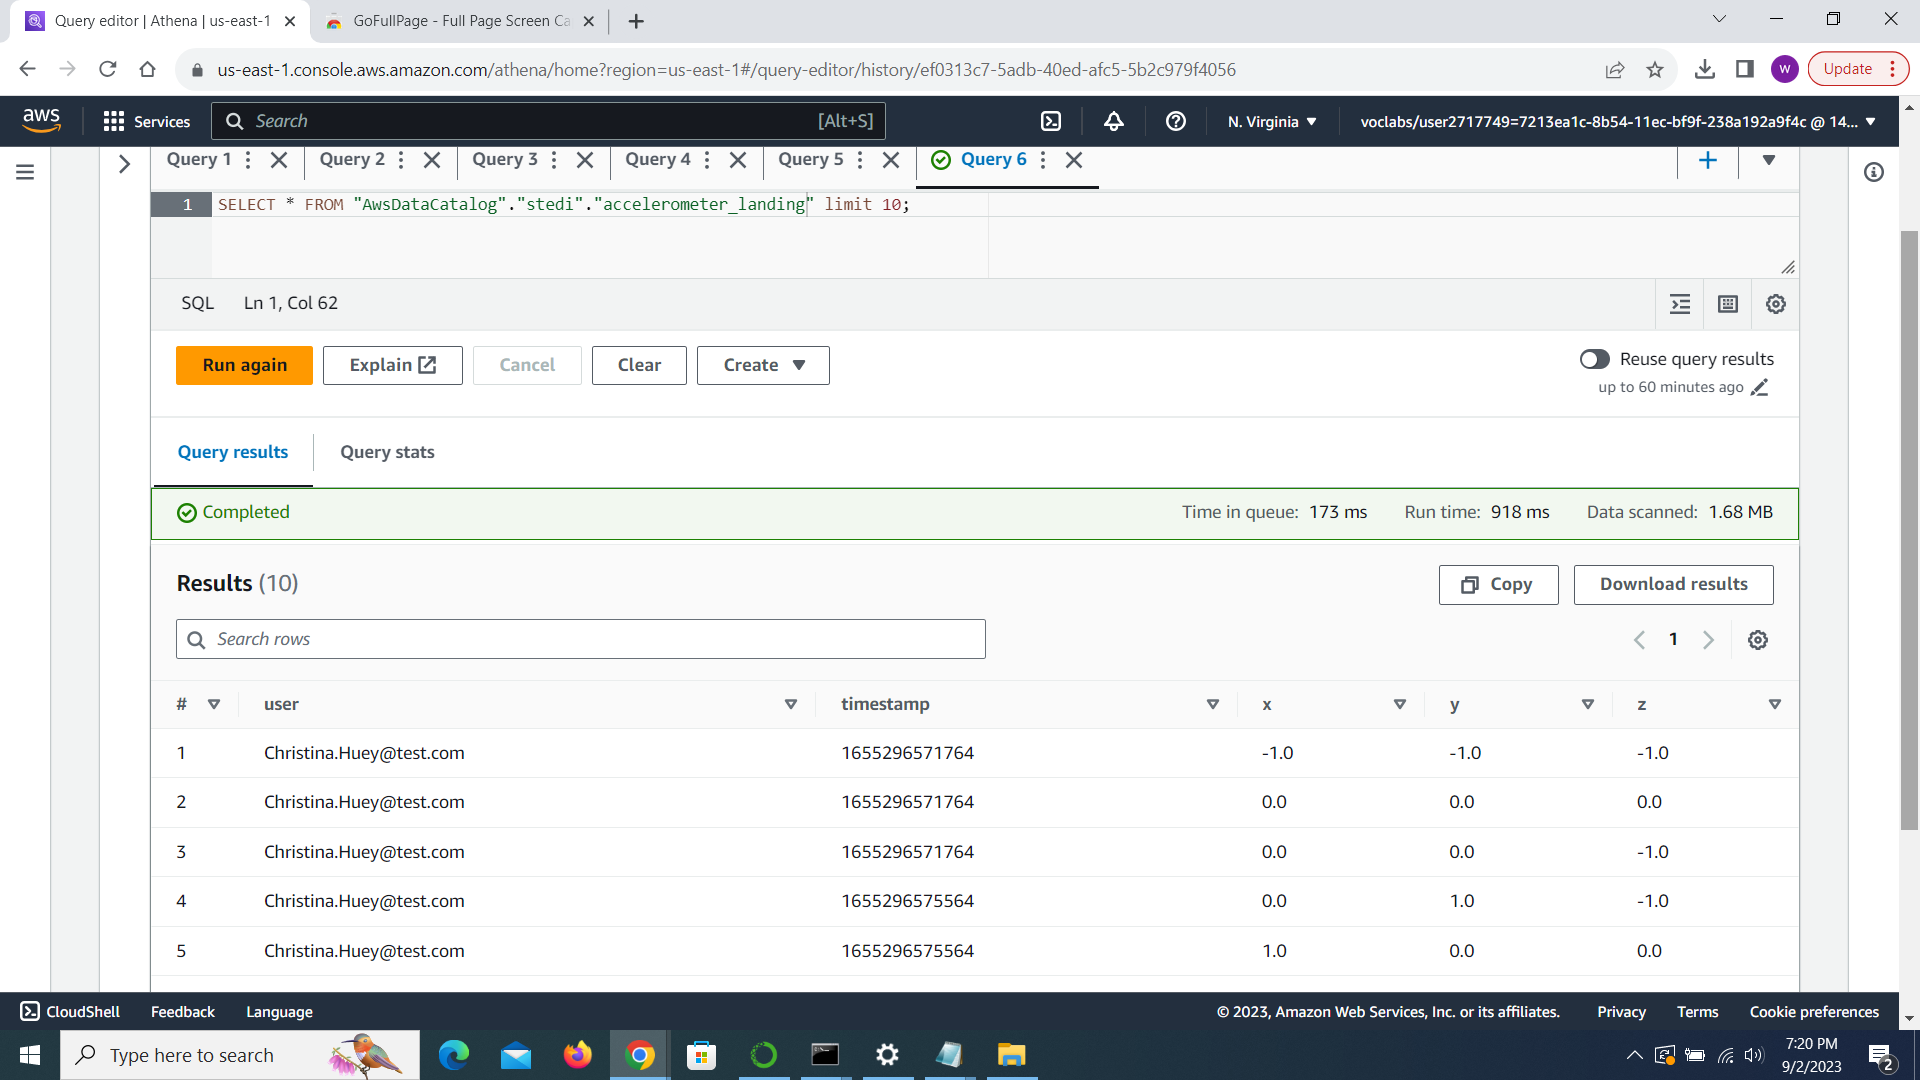 Query editor | Athena | us-east-1
GoFullPage - Full Page Screen Ca
us-east-1.console.aws.amazon.com/athena/home?region=us-east-1#/query-editor/history/ef0313c7-5adb-40ed-afc5-5b2c979f4056
W
Update
aws
Services
Search
[Alt+S]
N. Virginia
voclabs/user2717749=7213ea1c-8b54-11ec-bf9f-238a192a9f4c @ 14...
Query 1
Query 2
Query 3
Query 4
Query 5
Query 6
1 SELECT * FROM "AwsDataCatalog"."stedi"."accelerometer_landing" limit 10;
SQL Ln 1, Col 62
Run again
Explain
Cancel
Clear
Create
Reuse query results
up to 60 minutes ago
Query results
Query stats
Completed
Time in queue: 173 ms Run time: 918 ms Data scanned: 1.68 MB
Results (10)
Copy
Download results
Search rows
1
# user timestamp x y z
1 Christina.Huey@test.com 1655296571764 -1.0 -1.0 -1.0
2 Christina.Huey@test.com 1655296571764 0.0 0.0 0.0
3 Christina.Huey@test.com 1655296571764 0.0 0.0 -1.0
4 Christina.Huey@test.com 1655296575564 0.0 1.0 -1.0
5 Christina.Huey@test.com 1655296575564 1.0 0.0 0.0
CloudShell Feedback Language
© 2023, Amazon Web Services, Inc. or its affiliates. Privacy Terms Cookie preferences
Type here to search
7:20 PM
9/2/2023
2